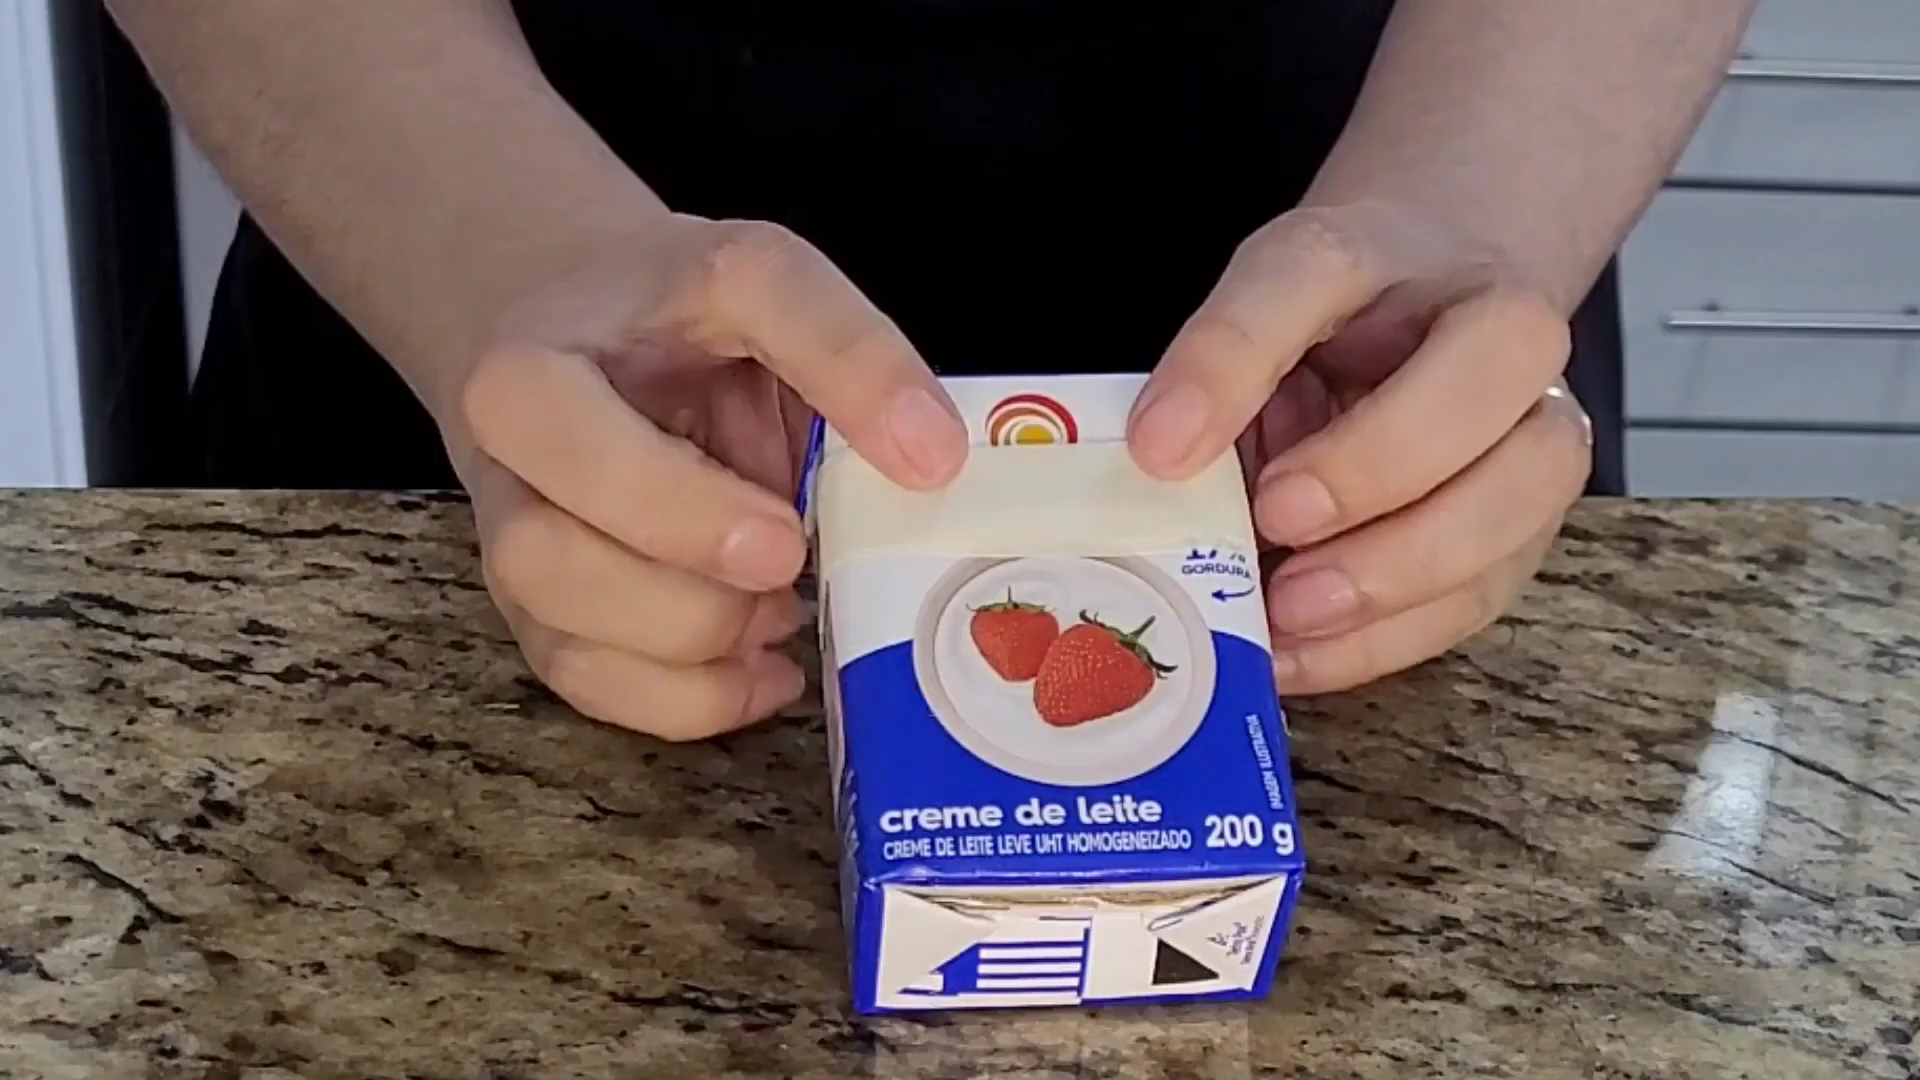 GORDURA
IMAGEM ILUSTRATIVA
creme de leite
CREME DE LEITE LEVE UHT HOMOGENEIZADO
200 g